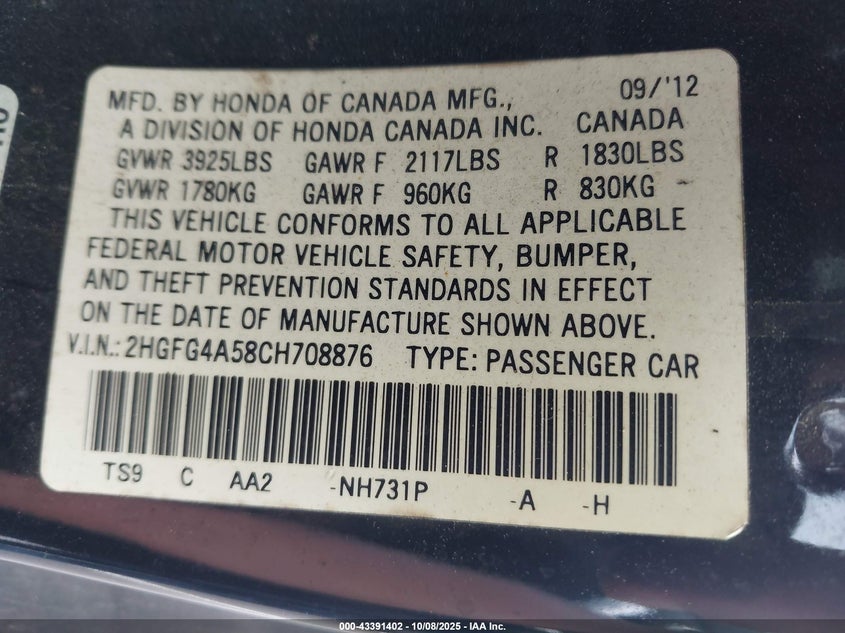 MFD. BY HONDA OF CANADA MFG., 09/'12
A DIVISION OF HONDA CANADA INC. CANADA
GVWR 3925LBS GAWR F 2117LBS R 1830LBS
GVWR 1780KG GAWR F 960KG R 830KG
THIS VEHICLE CONFORMS TO ALL APPLICABLE
FEDERAL MOTOR VEHICLE SAFETY, BUMPER,
AND THEFT PREVENTION STANDARDS IN EFFECT
ON THE DATE OF MANUFACTURE SHOWN ABOVE.
V.I.N.: 2HGFG4A58CH708876 TYPE: PASSENGER CAR
TS9 C AA2 -NH731P -A -H
000-43391402 - 10/08/2025 - IAA Inc.